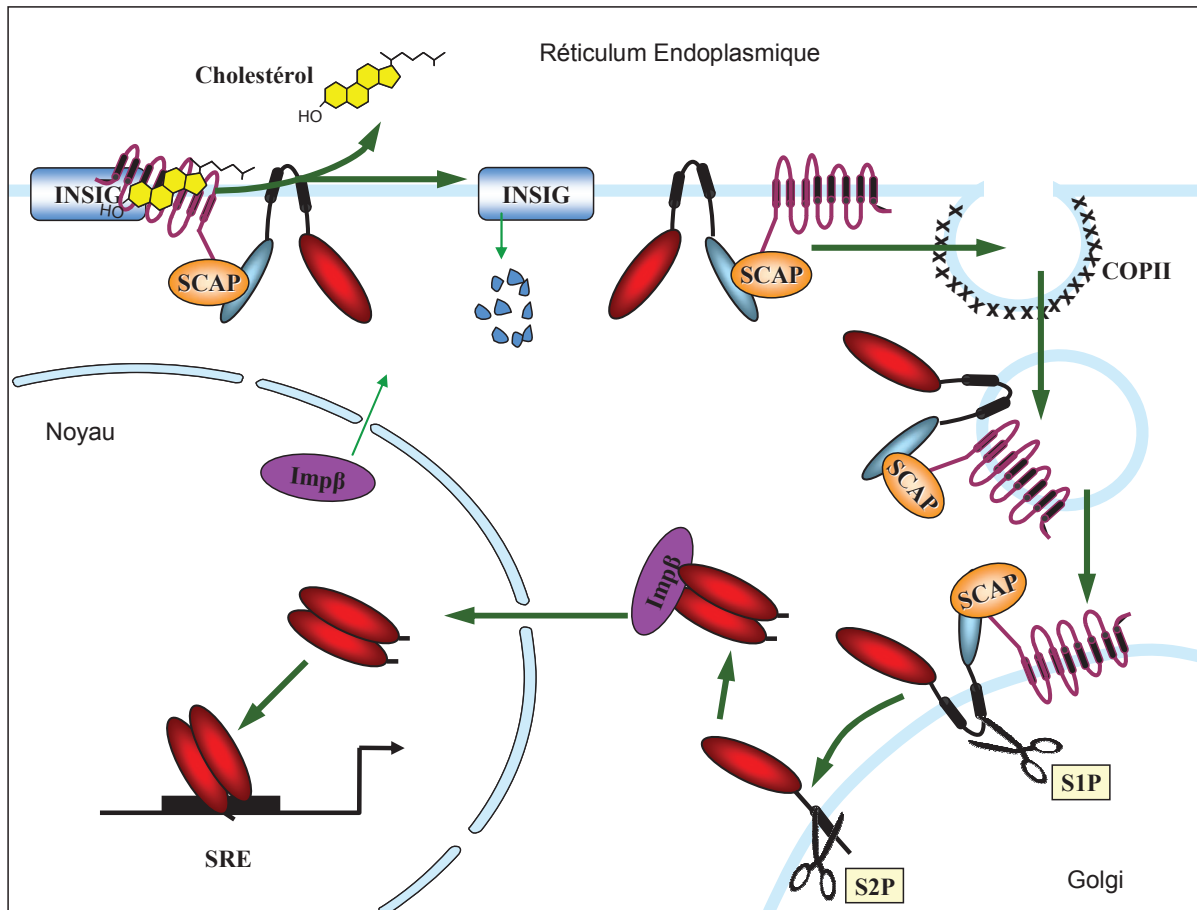 Réticulum Endoplasmique
Cholestérol
HO
INSIG
HO
SCAP
INSIG
SCAP
COPII
SCAP
Noyau
Impβ
Impβ
SCAP
S1P
SRE
S2P
Golgi